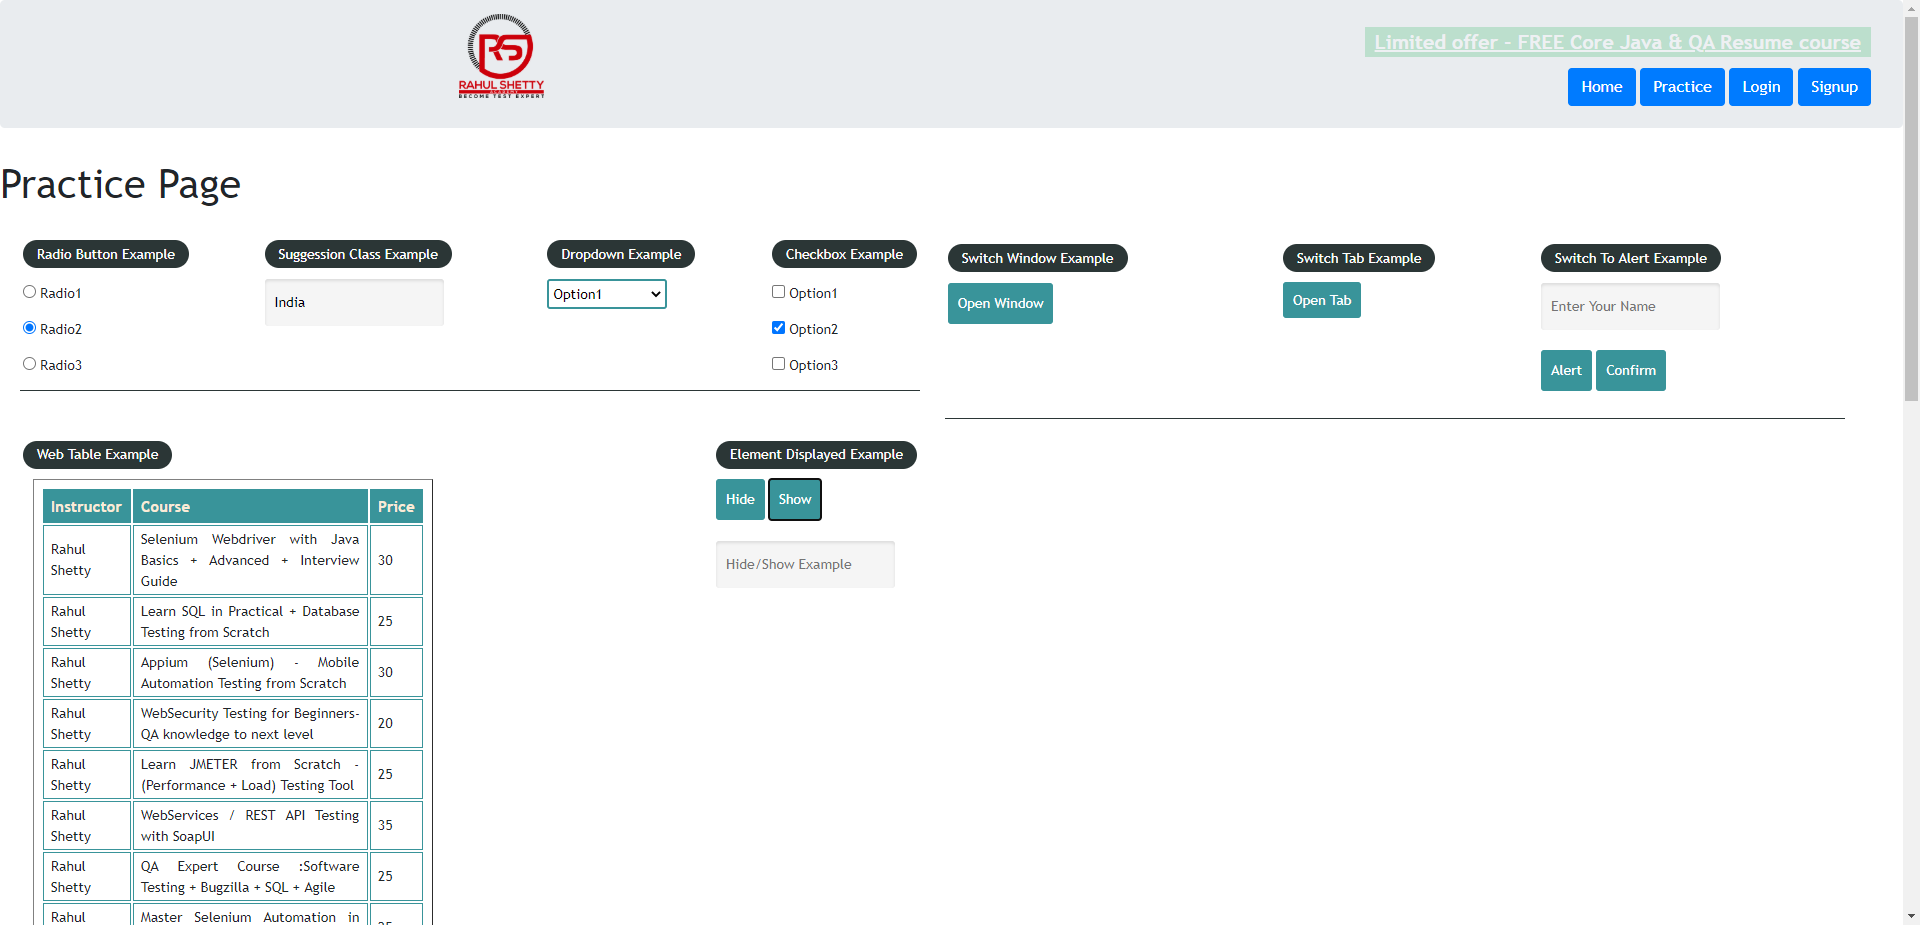 RS
RAHUL SHETTY
ACADEMY
BECOME TEST EXPERT
Limited offer - FREE Core Java & QA Resume course
Home Practice Login Signup
Practice Page
Radio Button Example
Radio1
Radio2
Radio3
Suggession Class Example
India
Dropdown Example
Option1
Checkbox Example
Option1
Option2
Option3
Switch Window Example
Open Window
Switch Tab Example
Open Tab
Switch To Alert Example
Enter Your Name
Alert Confirm
Web Table Example
Instructor Course Price
Rahul
Shetty
Selenium Webdriver with Java
Basics + Advanced + Interview
Guide
30
Rahul
Shetty
Learn SQL in Practical + Database
Testing from Scratch
25
Rahul
Shetty
Appium (Selenium) - Mobile
Automation Testing from Scratch
30
Rahul
Shetty
WebSecurity Testing for Beginners-
QA knowledge to next level
20
Rahul
Shetty
Learn JMETER from Scratch -
(Performance + Load) Testing Tool
25
Rahul
Shetty
WebServices / REST API Testing
with SoapUI
35
Rahul
Shetty
QA Expert Course :Software
Testing + Bugzilla + SQL + Agile
25
Rahul
Master Selenium Automation in
Element Displayed Example
Hide Show
Hide/Show Example